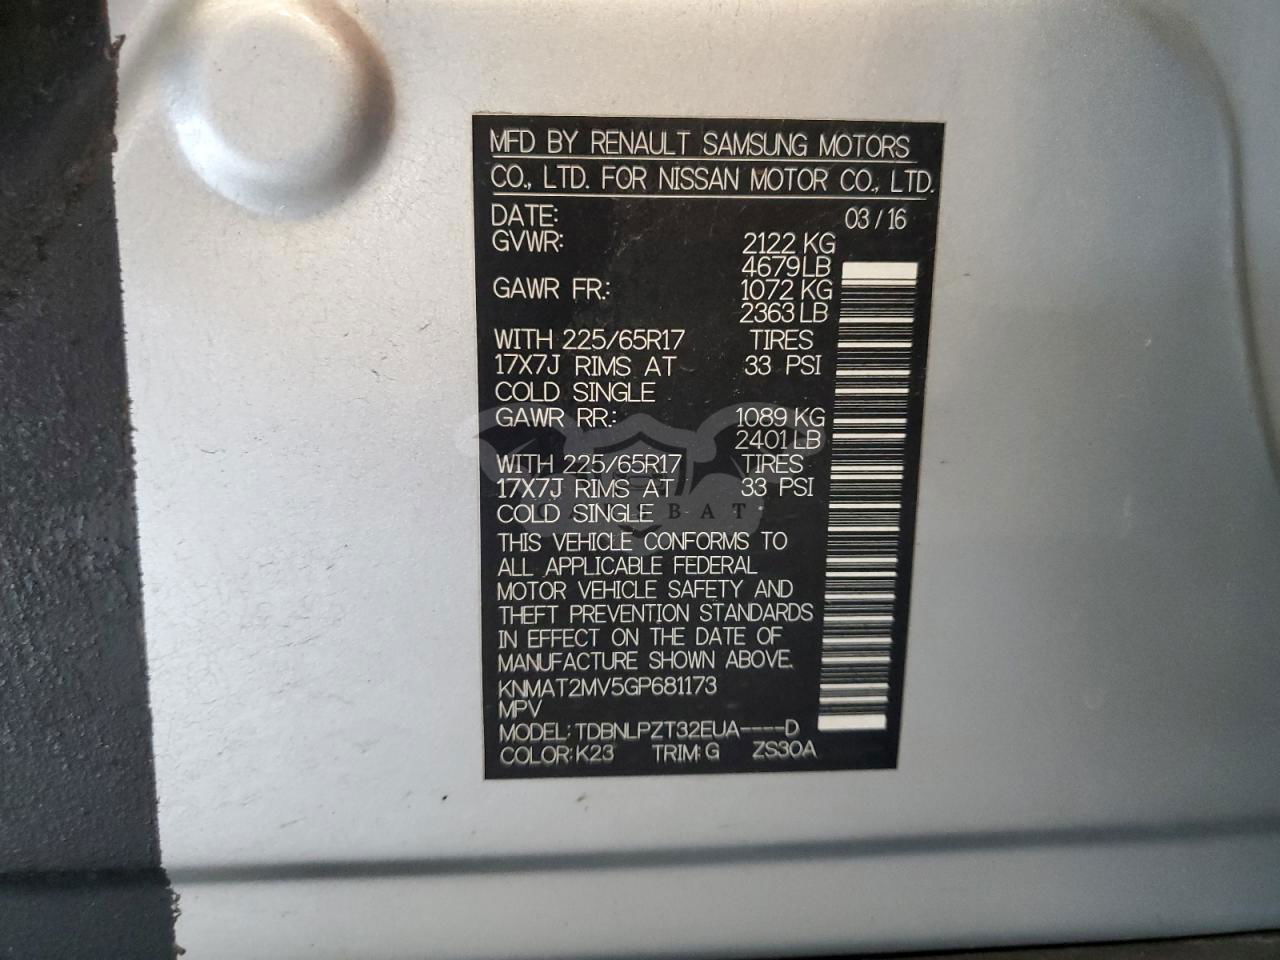 MFD BY RENAULT SAMSUNG MOTORS
CO., LTD. FOR NISSAN MOTOR CO., LTD.
DATE: 03 / 16
GVWR: 2122 KG
4679 LB
GAWR FR.: 1072 KG
2363 LB
WITH 225/65R17 TIRES
17X7J RIMS AT 33 PSI
COLD SINGLE
GAWR RR.: 1089 KG
2401 LB
WITH 225/65R17 TIRES
17X7J RIMS AT 33 PSI
COLD SINGLE
CARSBAT
THIS VEHICLE CONFORMS TO
ALL APPLICABLE FEDERAL
MOTOR VEHICLE SAFETY AND
THEFT PREVENTION STANDARDS
IN EFFECT ON THE DATE OF
MANUFACTURE SHOWN ABOVE.
KNMAT2MV5GP681173
MPV
MODEL: TDBNLPZT32EUA----D
COLOR: K23 TRIM: G ZS30A